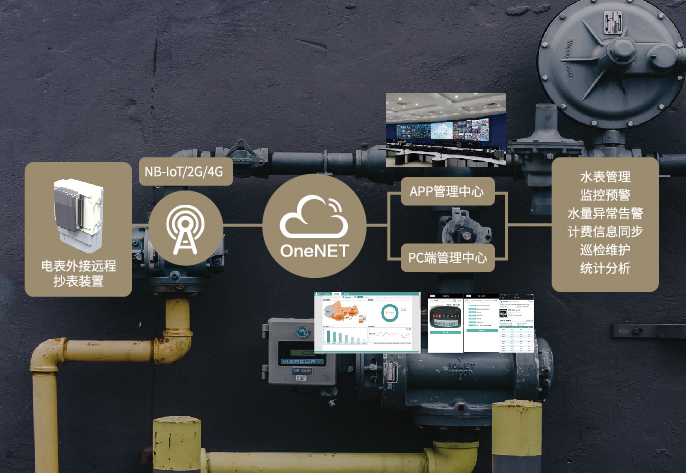 NB-IoT/2G/4G
电表外接远程
抄表装置
OneNET
APP管理中心
PC端管理中心
水表管理
监控预警
水量异常告警
计费信息同步
巡检维护
统计分析